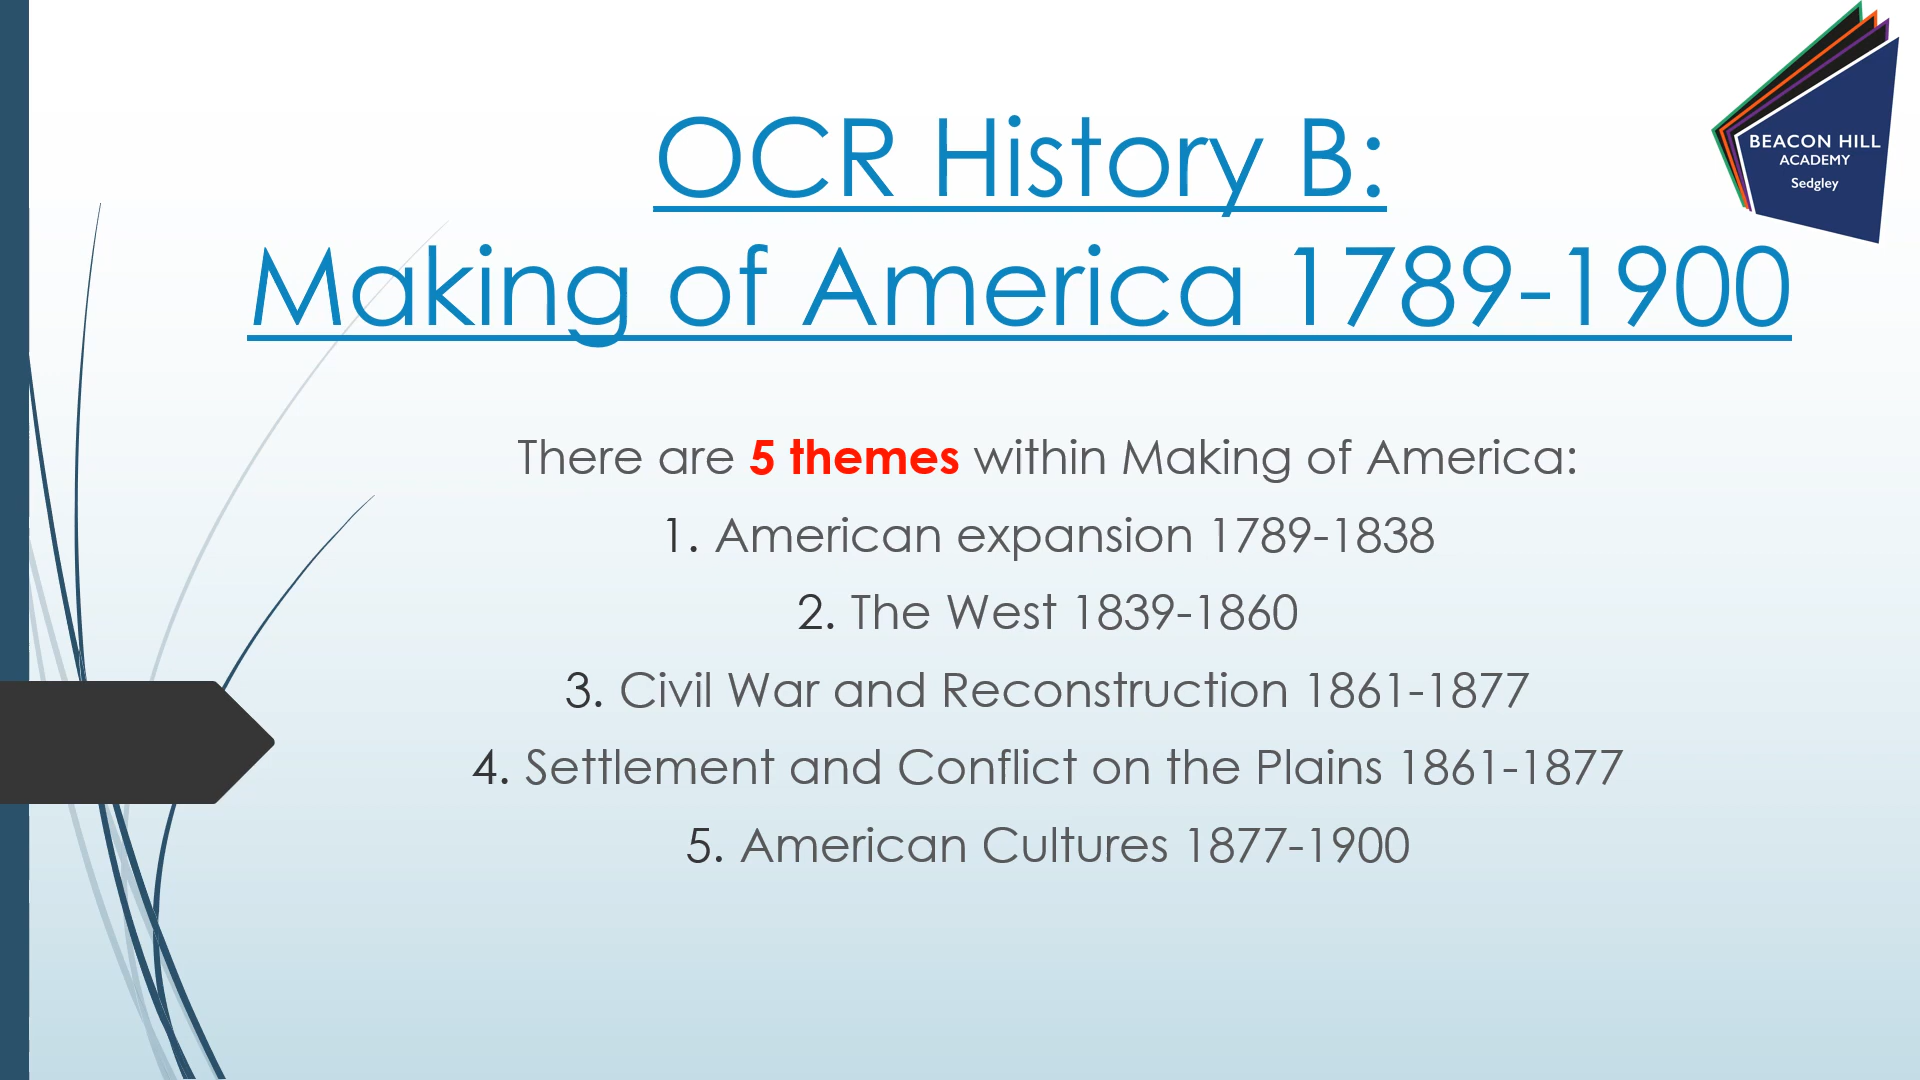 OCR History B:
Making of America 1789-1900
BEACON HILL
ACADEMY
Sedgley
There are 5 themes within Making of America:
1. American expansion 1789-1838
2. The West 1839-1860
3. Civil War and Reconstruction 1861-1877
4. Settlement and Conflict on the Plains 1861-1877
5. American Cultures 1877-1900